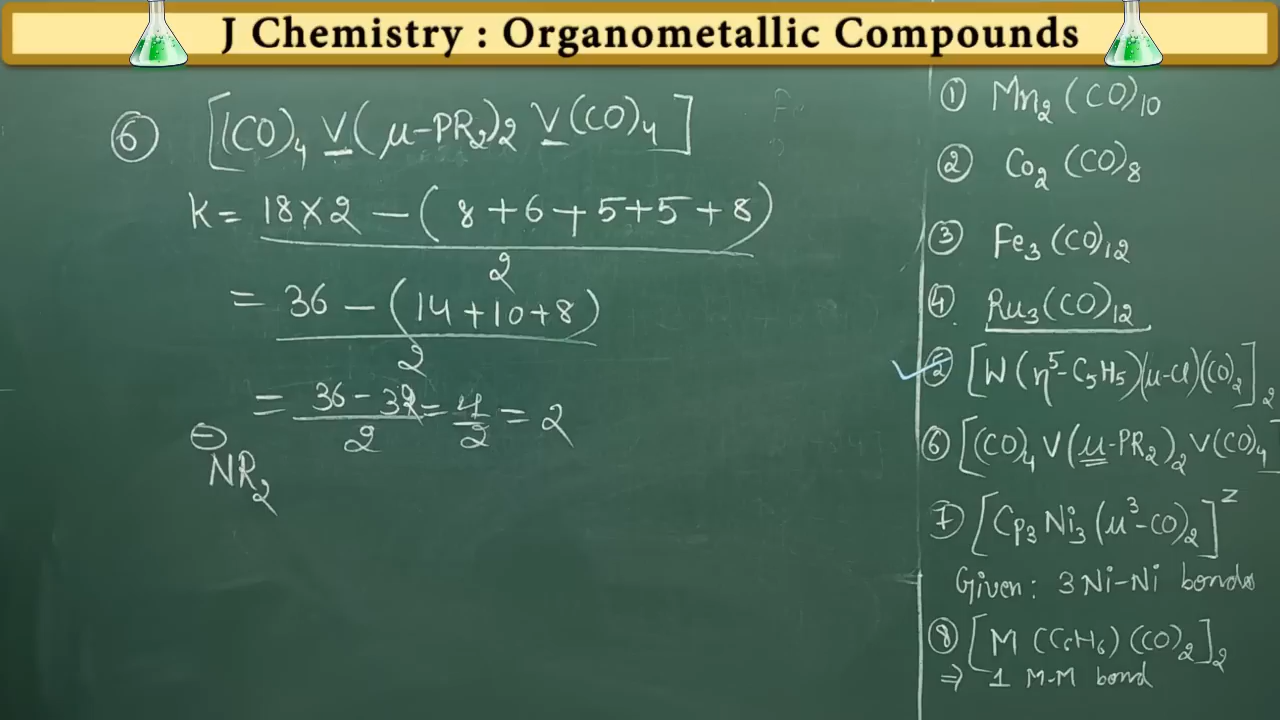 J Chemistry : Organometallic Compounds
⑥ [(CO)₄ V(μ-PR₂)₂ V(CO)₄]
K = 18X2 - (8+6+5+5+8)
2
= 36 - (14+10+8)
2
= 36 - 32 = 4 = 2
2 2
⊖
NR₂
① Mn₂ (CO)₁₀
② Co₂ (CO)₈
③ Fe₃ (CO)₁₂
④ Ru₃(CO)₁₂
⑤ [W(η⁵-C₅H₅)(μ-Cl)(CO)₂]₂
⑥ [(CO)₄ V(μ-PR₂)₂ V(CO)₄
⑦ [Cp₃ Ni₃ (μ³-CO)₂]ᶻ
Given: 3 Ni-Ni bonds
⑧ [M (C₆H₆) (CO)₂]₂
⇒ 1 M-M bond